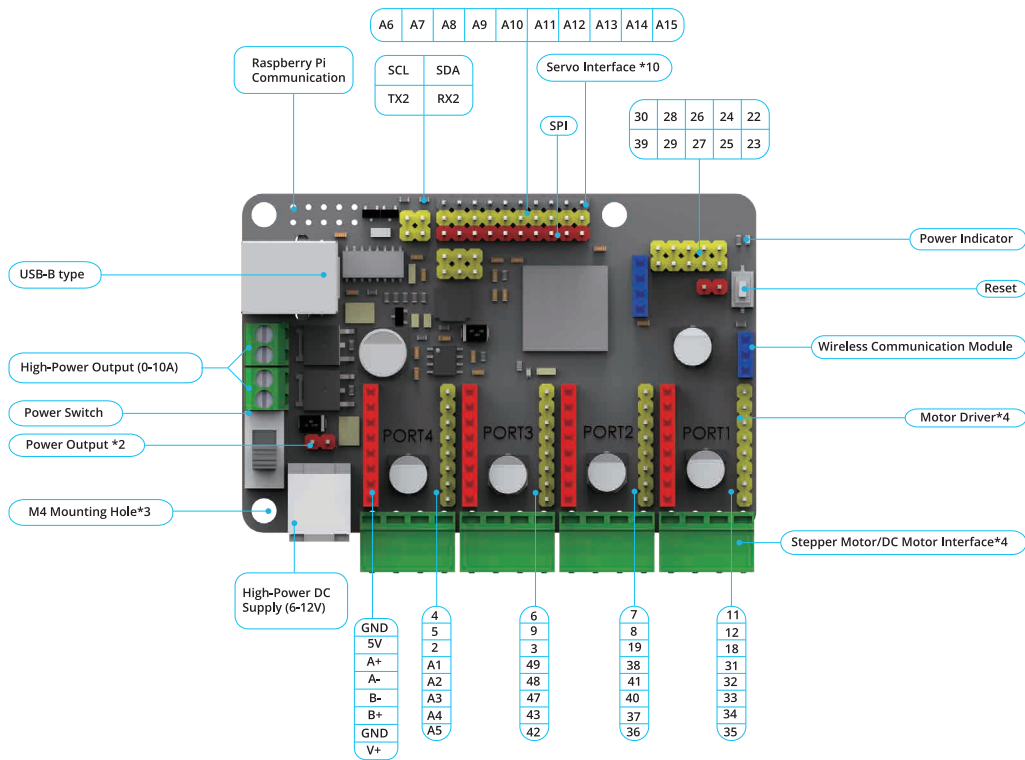 A6 A7 A8 A9 A10 A11 A12 A13 A14 A15
Raspberry Pi
Communication
SCL SDA
TX2 RX2
Servo Interface *10
SPI
30 28 26 24 22
39 29 27 25 23
USB-B type
Power Indicator
Reset
High-Power Output (0-10A)
Wireless Communication Module
Power Switch
Motor Driver*4
Power Output *2
PORT4 PORT3 PORT2 PORT1
M4 Mounting Hole*3
Stepper Motor/DC Motor Interface*4
High-Power DC
Supply (6-12V)
GND
5V
A+
A-
B-
B+
GND
V+
4
5
2
A1
A2
A3
A4
A5
6
9
3
49
48
47
43
42
7
8
19
38
41
40
37
36
11
12
18
31
32
33
34
35